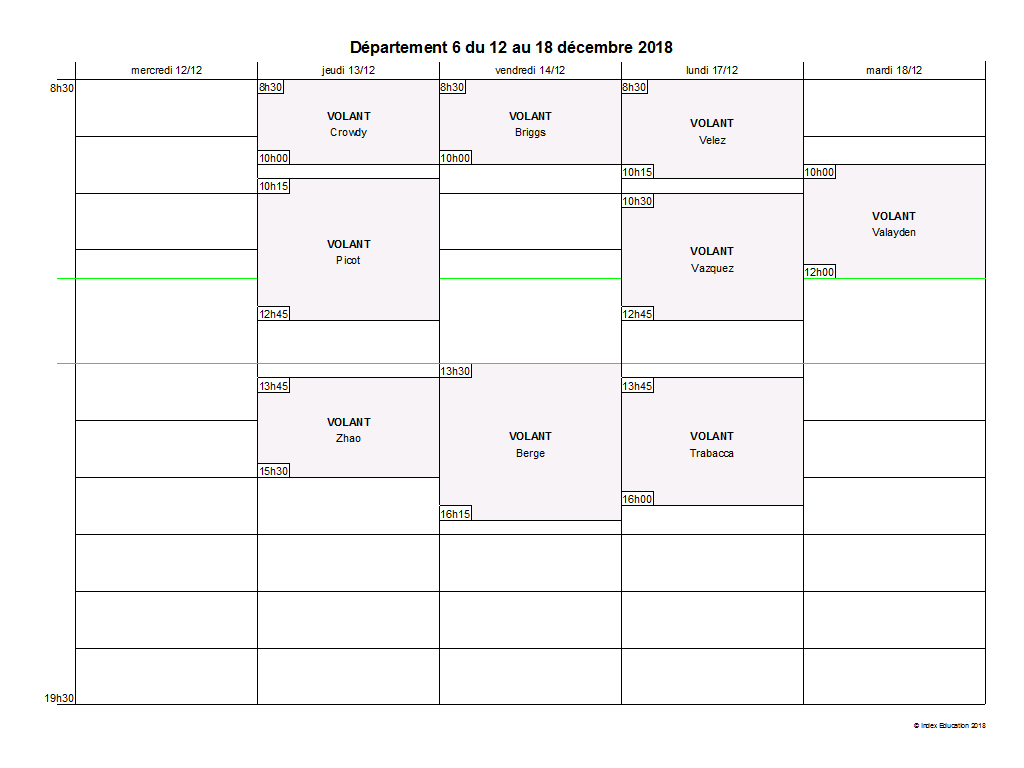 Département 6 du 12 au 18 décembre 2018
mercredi 12/12
jeudi 13/12
vendredi 14/12
lundi 17/12
mardi 18/12
8h30
8h30
VOLANT
Crowdy
10h00
10h15
VOLANT
Picot
12h45
13h45
VOLANT
Zhao
15h30
8h30
VOLANT
Briggs
10h00
13h30
VOLANT
Berge
16h15
8h30
VOLANT
Velez
10h15
10h30
VOLANT
Vazquez
12h45
13h45
VOLANT
Trabacca
16h00
10h00
VOLANT
Valayden
12h00
19h30
© Index Education 2018